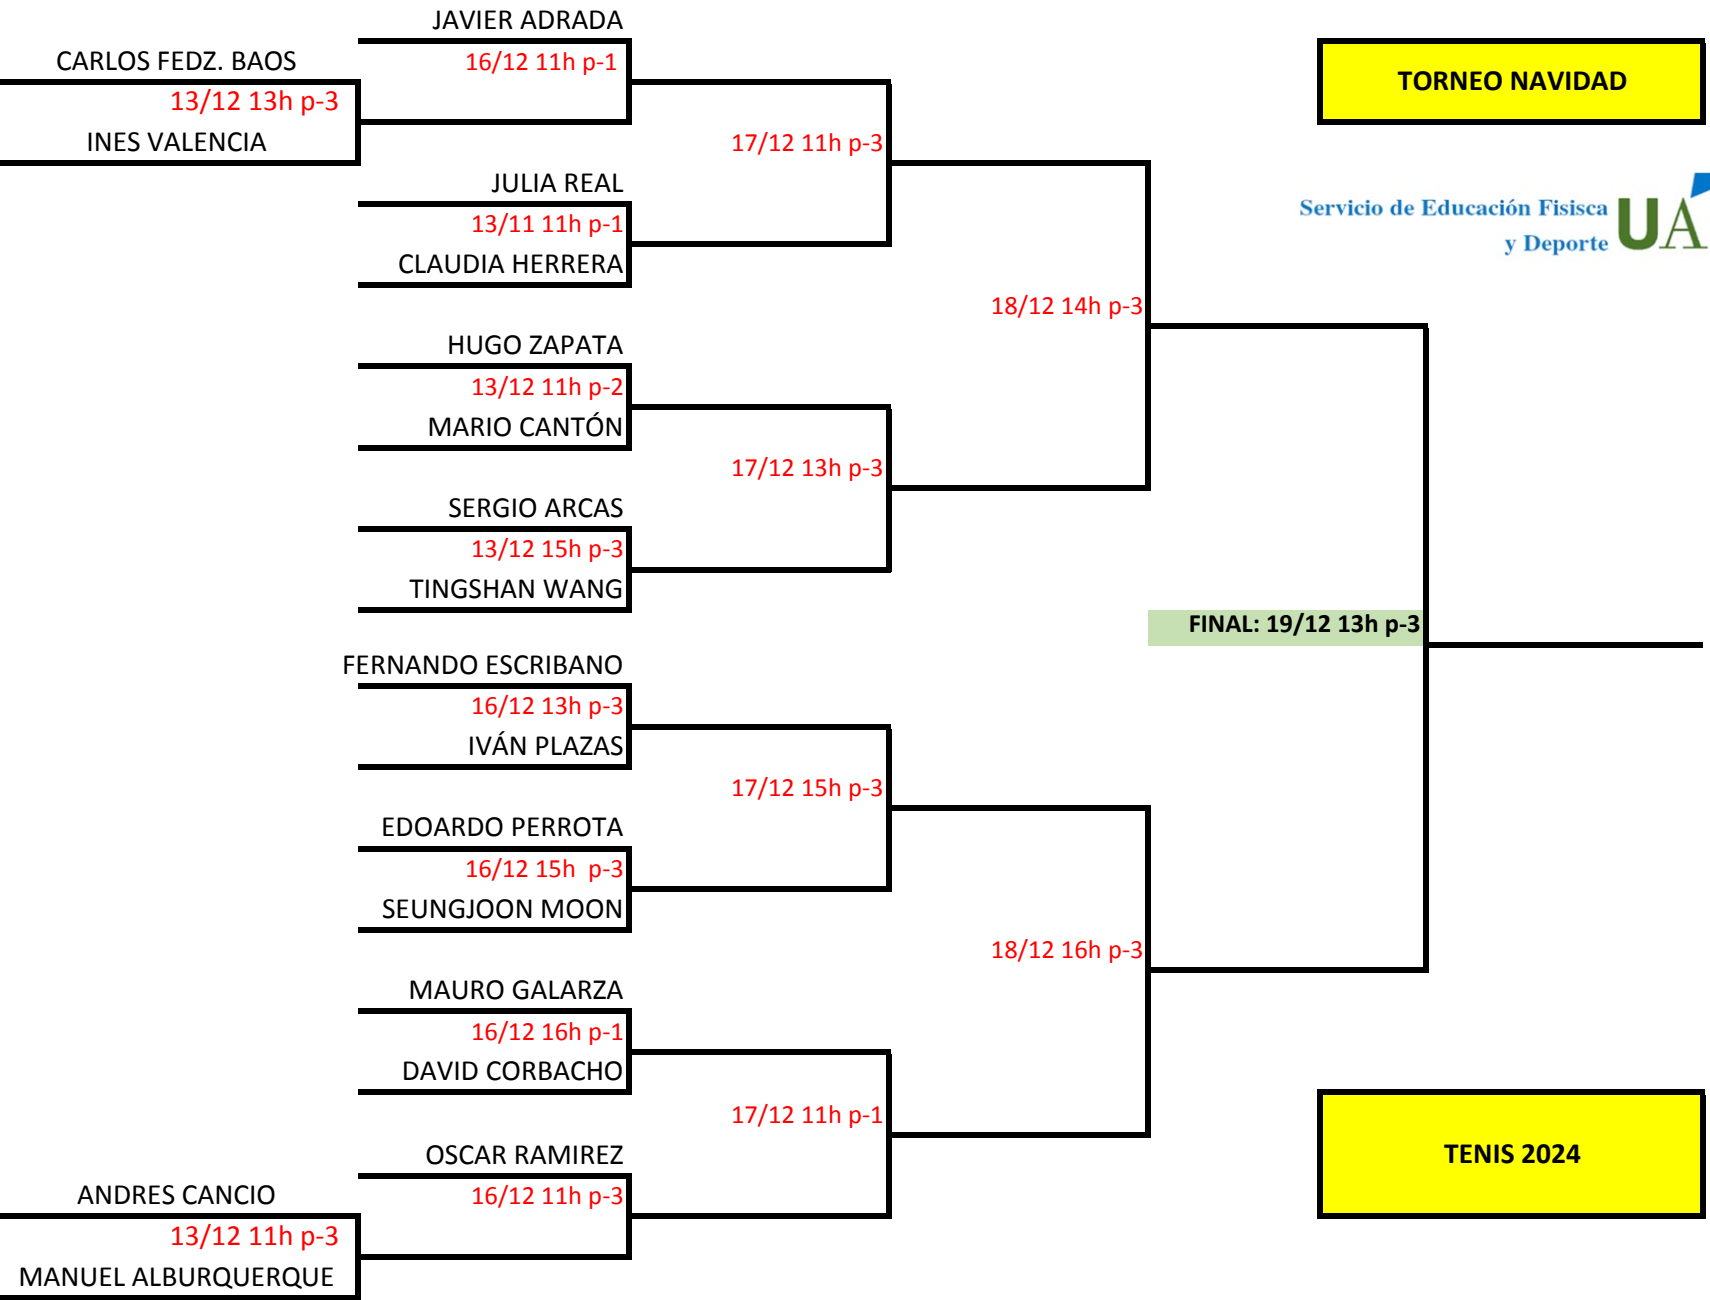 JAVIER ADRADA
CARLOS FEDZ. BAOS
16/12 11h p-1
TORNEO NAVIDAD
13/12 13h p-3
INES VALENCIA
17/12 11h p-3
JULIA REAL
Servicio de Educación Fisisca
y Deporte
UA
13/11 11h p-1
CLAUDIA HERRERA
18/12 14h p-3
HUGO ZAPATA
13/12 11h p-2
MARIO CANTÓN
17/12 13h p-3
SERGIO ARCAS
13/12 15h p-3
TINGSHAN WANG
FINAL: 19/12 13h p-3
FERNANDO ESCRIBANO
16/12 13h p-3
IVÁN PLAZAS
17/12 15h p-3
EDOARDO PERROTA
16/12 15h  p-3
SEUNGJOON MOON
18/12 16h p-3
MAURO GALARZA
16/12 16h p-1
DAVID CORBACHO
17/12 11h p-1
OSCAR RAMIREZ
TENIS 2024
ANDRES CANCIO
16/12 11h p-3
13/12 11h p-3
MANUEL ALBURQUERQUE